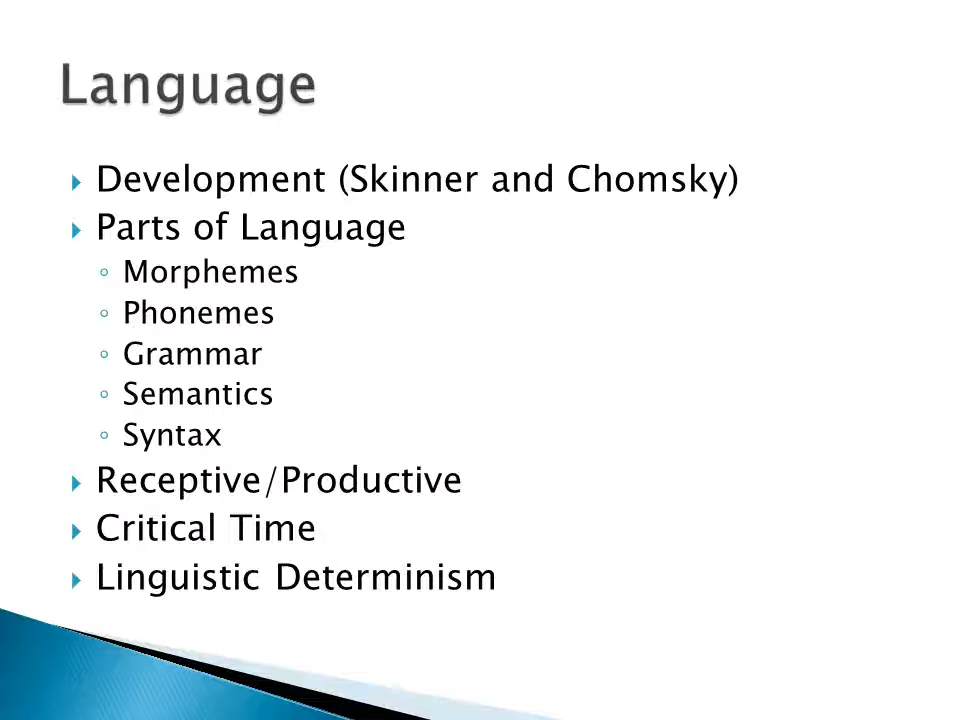 Language
Development (Skinner and Chomsky)
Parts of Language
Morphemes
Phonemes
Grammar
Semantics
Syntax
Receptive/Productive
Critical Time
Linguistic Determinism